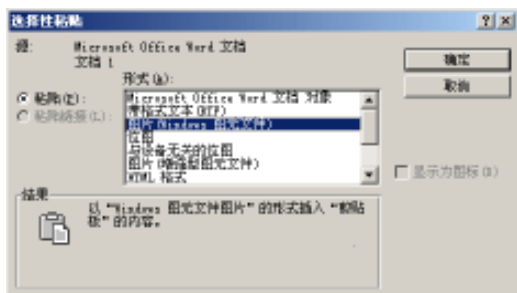 选择性粘贴
源: Microsoft Office Word 文档
文档 1
形式(A):
粘贴(P):
粘贴链接(L):
Microsoft Office Word 文档 对象
带格式文本(RTF)
图片(Windows 图元文件)
位图
与设备无关的位图
图片(增强型图元文件)
HTML 格式
确定
取消
显示为图标(D)
结果
以“Windows 图元文件图片”的形式插入“剪贴
板”的内容。